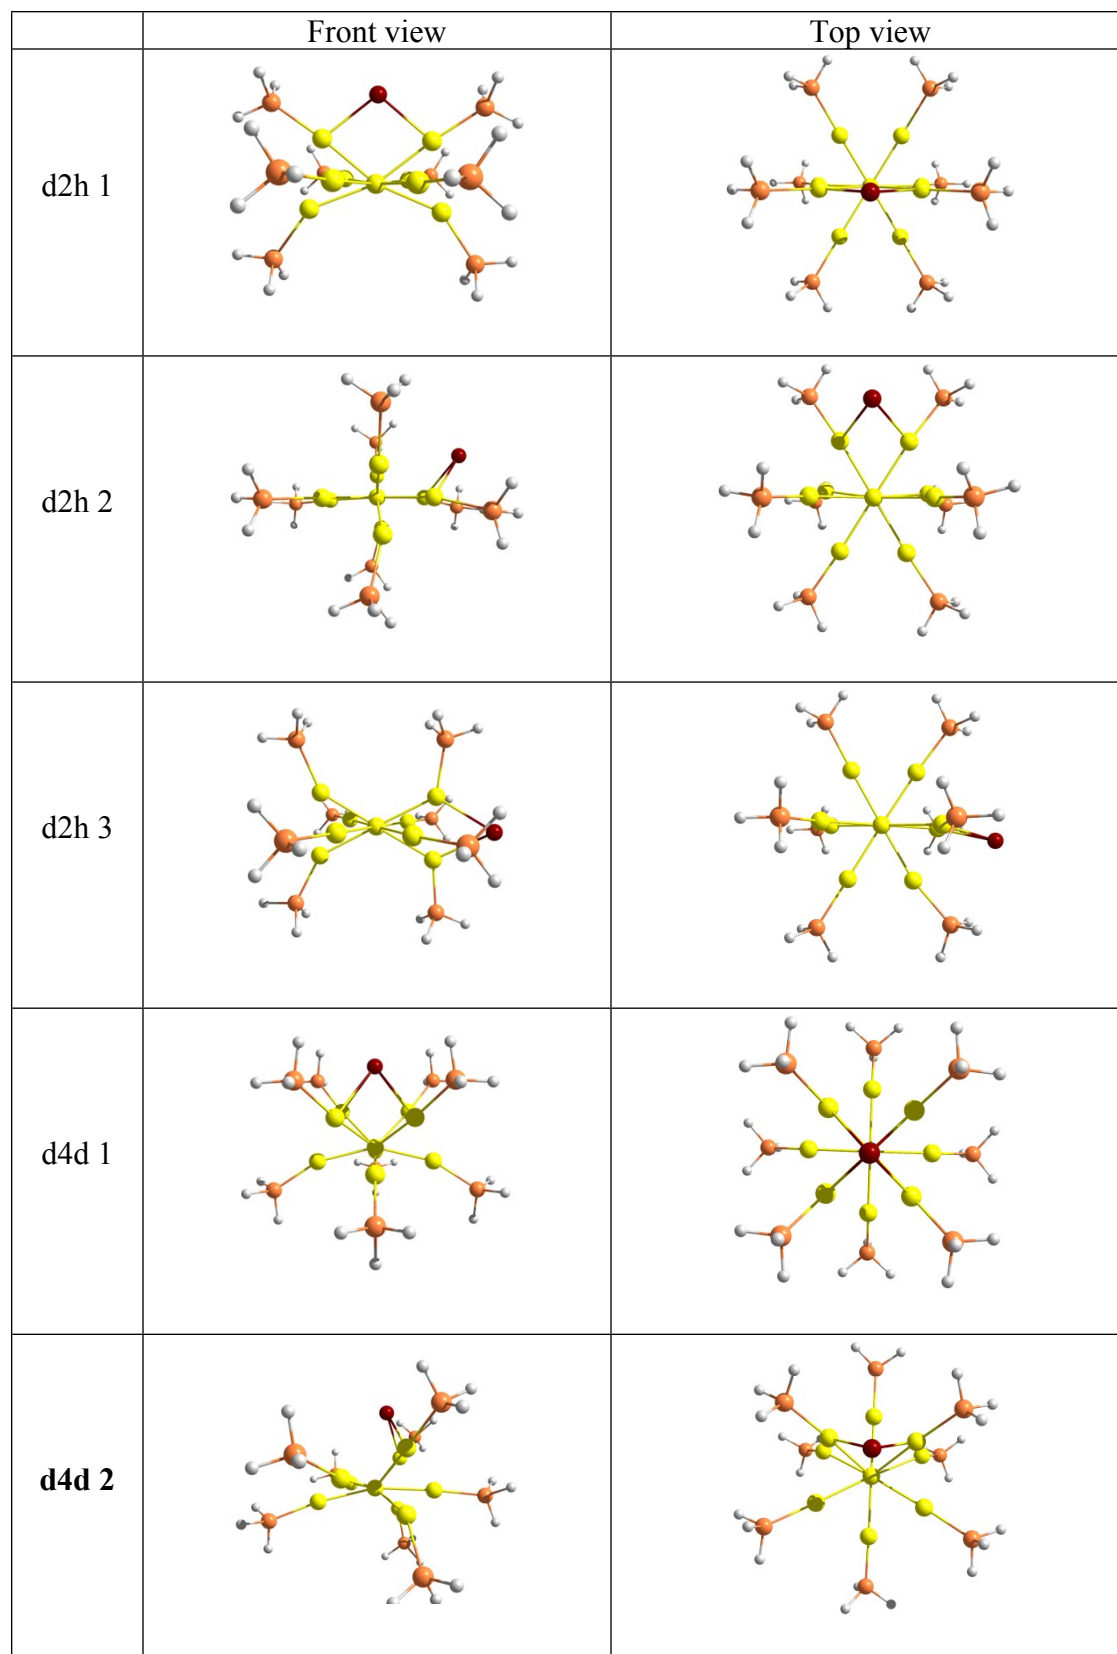 Front view
Top view
d2h 1
d2h 2
d2h 3
d4d 1
d4d 2